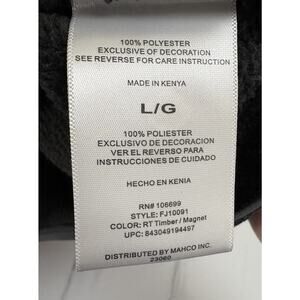 100% POLYESTER
EXCLUSIVE OF DECORATION
SEE REVERSE FOR CARE INSTRUCTION
MADE IN KENYA
L/G
100% POLIESTER
EXCLUSIVO DE DECORACION
VER EL REVERSO PARA
INSTRUCCIONES DE CUIDADO
HECHO EN KENIA
RN# 106699
STYLE: FJ10091
COLOR: RT Timber / Magnet
UPC: 843049194497
DISTRIBUTED BY MAHCO INC.
23060